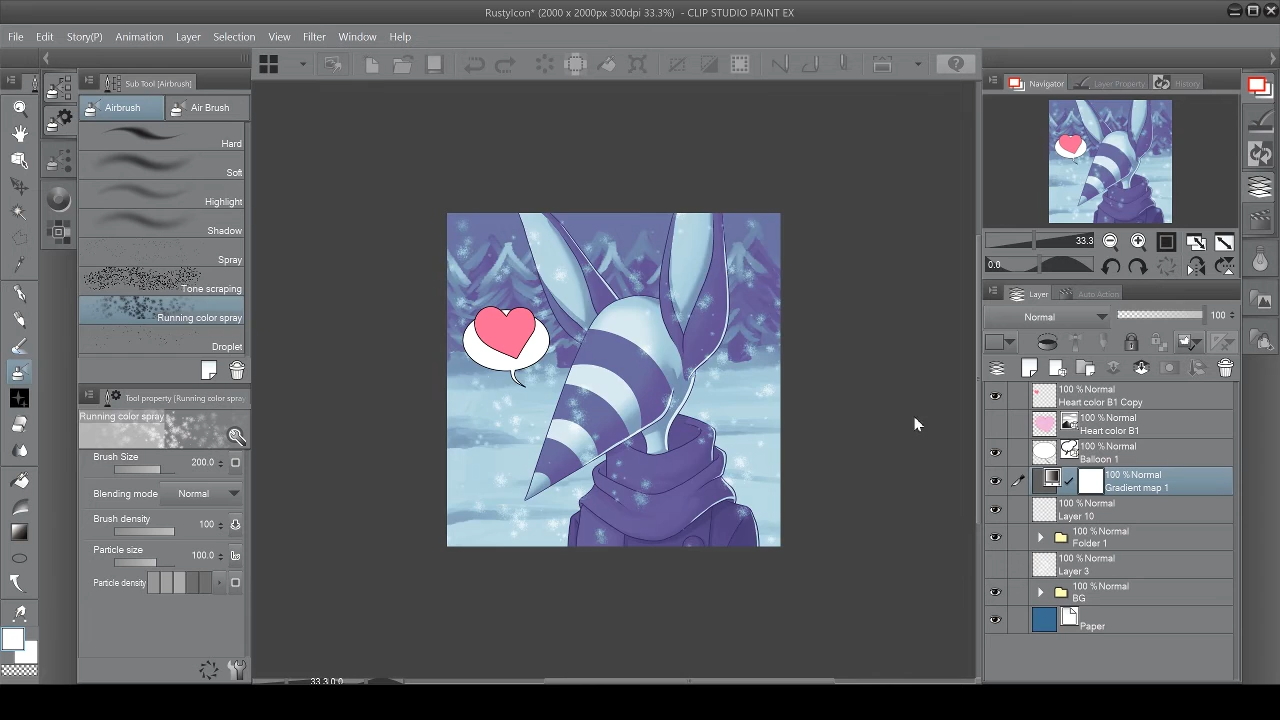 RustyIcon* (2000 x 2000px 300dpi 33.3%)  - CLIP STUDIO PAINT EX
File Edit Story(P) Animation Layer Selection View Filter Window Help
Sub Tool [Airbrush]
Airbrush Air Brush
Hard
Soft
Highlight
Shadow
Spray
Tone scraping
Running color spray
Droplet
Tool property [Running color spray]
Running color spray
Brush Size 200.0
Blending mode Normal
Brush density 100
Particle size 100.0
Particle density
33.3 0.0
Navigator Layer Property History
33.3
0.0
Layer Auto Action
Normal 100
100 % Normal
Heart color B1 Copy
100 % Normal
Heart color B1
100 % Normal
Balloon 1
100 % Normal
Gradient map 1
100 % Normal
Layer 10
100 % Normal
Folder 1
100 % Normal
Layer 3
100 % Normal
BG
Paper